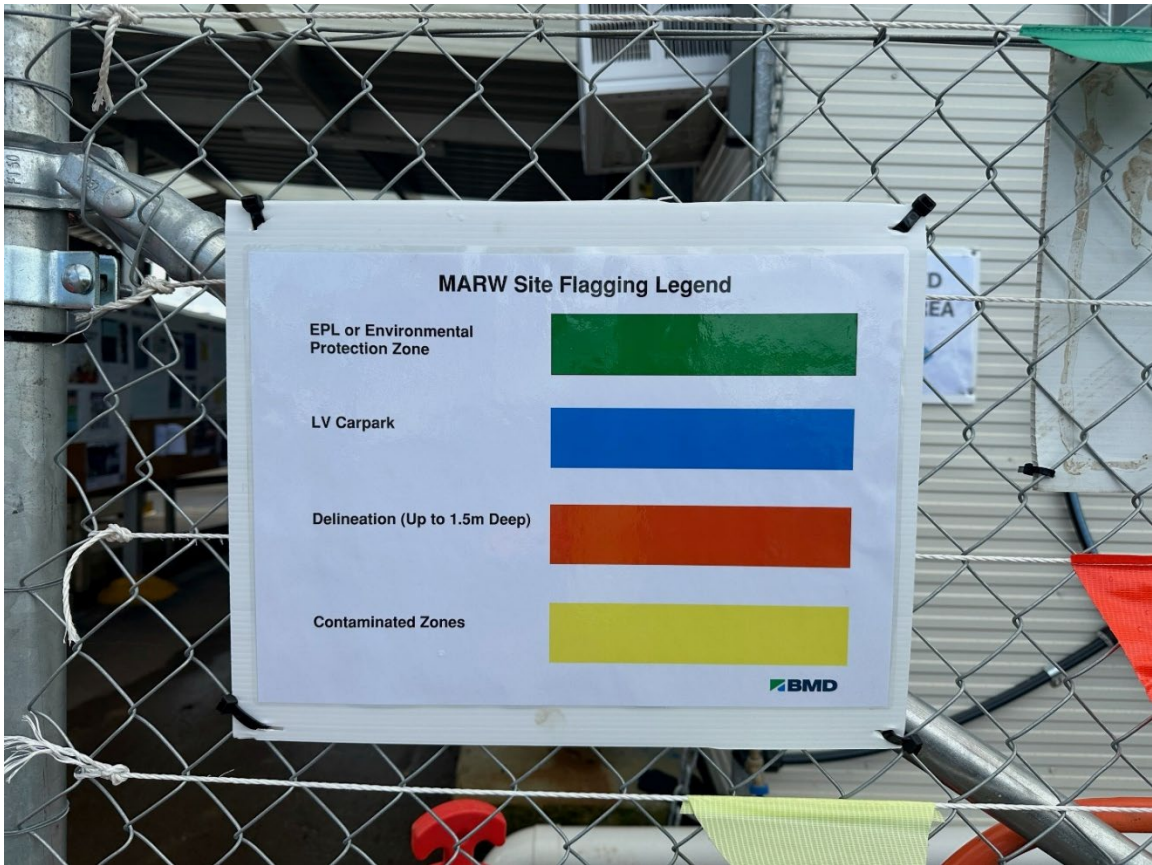 MARW Site Flagging Legend
EPL or Environmental
Protection Zone
LV Carpark
Delineation (Up to 1.5m Deep)
Contaminated Zones
BMD